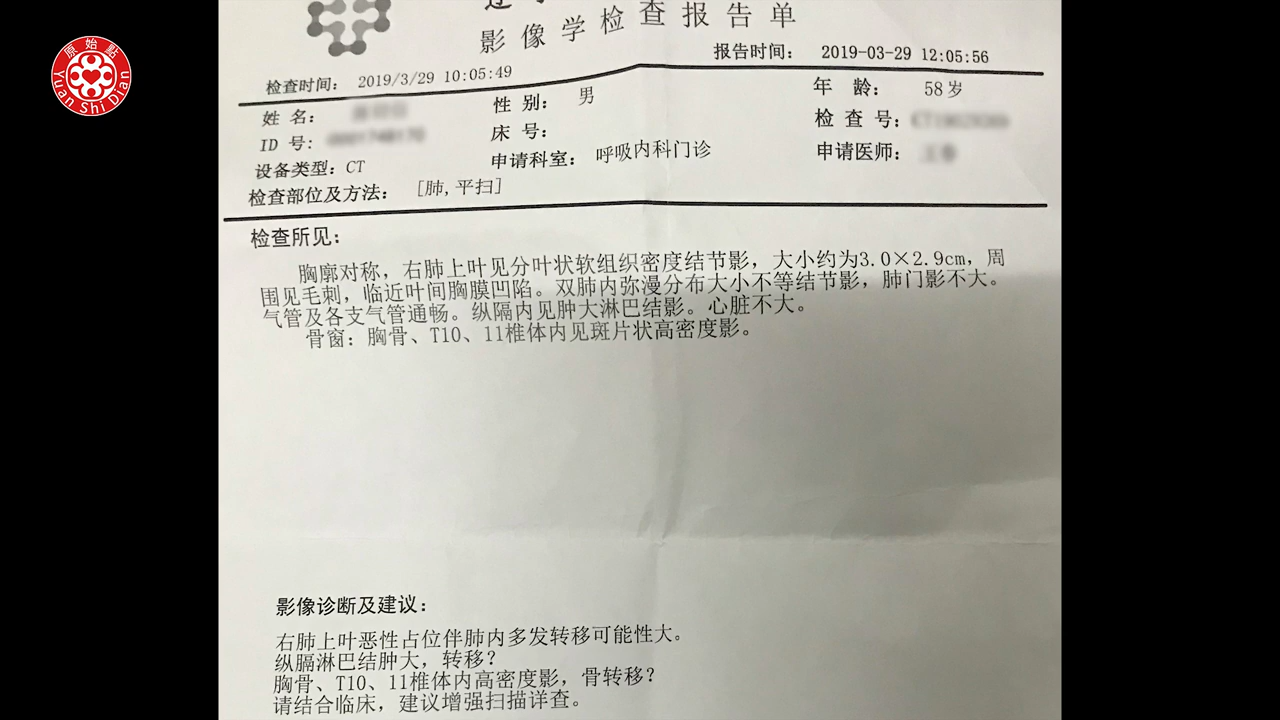 原始點
Yuan Shi Dian
影像学检查报告单
报告时间: 2019-03-29 12:05:56
检查时间: 2019/3/29 10:05:49
姓名: 性别: 男 年龄: 58岁
ID号: 床号: 检查号:
设备类型: CT 申请科室: 呼吸内科门诊 申请医师:
检查部位及方法: [肺,平扫]
检查所见:
胸廓对称, 右肺上叶见分叶状软组织密度结节影, 大小约为3.0×2.9cm, 周
围见毛刺, 临近叶间胸膜凹陷。双肺内弥漫分布大小不等结节影, 肺门影不大。
气管及各支气管通畅。纵隔内见肿大淋巴结影。心脏不大。
骨窗: 胸骨、T10、11椎体内见斑片状高密度影。
影像诊断及建议:
右肺上叶恶性占位伴肺内多发转移可能性大。
纵膈淋巴结肿大, 转移?
胸骨、T10、11椎体内高密度影, 骨转移?
请结合临床, 建议增强扫描详查。